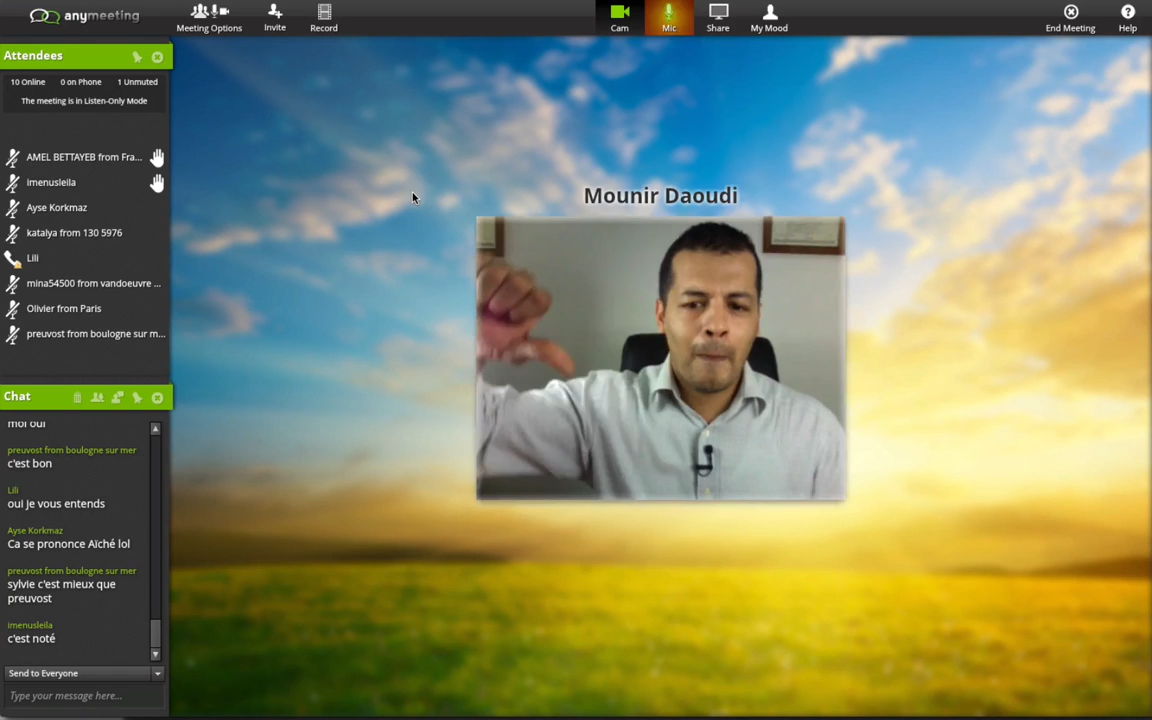 anymeeting
Meeting Options
Invite
Record
Cam
Mic
Share
My Mood
End Meeting
Help
Attendees
10 Online 0 on Phone 1 Unmuted
The meeting is in Listen-Only Mode
AMEL BETTAYEB from Fra...
imenusleila
Ayse Korkmaz
katalya from 130 5976
Lili
mina54500 from vandoeuvre ...
Olivier from Paris
preuvost from boulogne sur m...
Chat
moi oui
preuvost from boulogne sur mer
c'est bon
Lili
oui je vous entends
Ayse Korkmaz
Ca se prononce Aïché lol
preuvost from boulogne sur mer
sylvie c'est mieux que
preuvost
imenusleila
c'est noté
Send to Everyone
Type your message here...
Mounir Daoudi